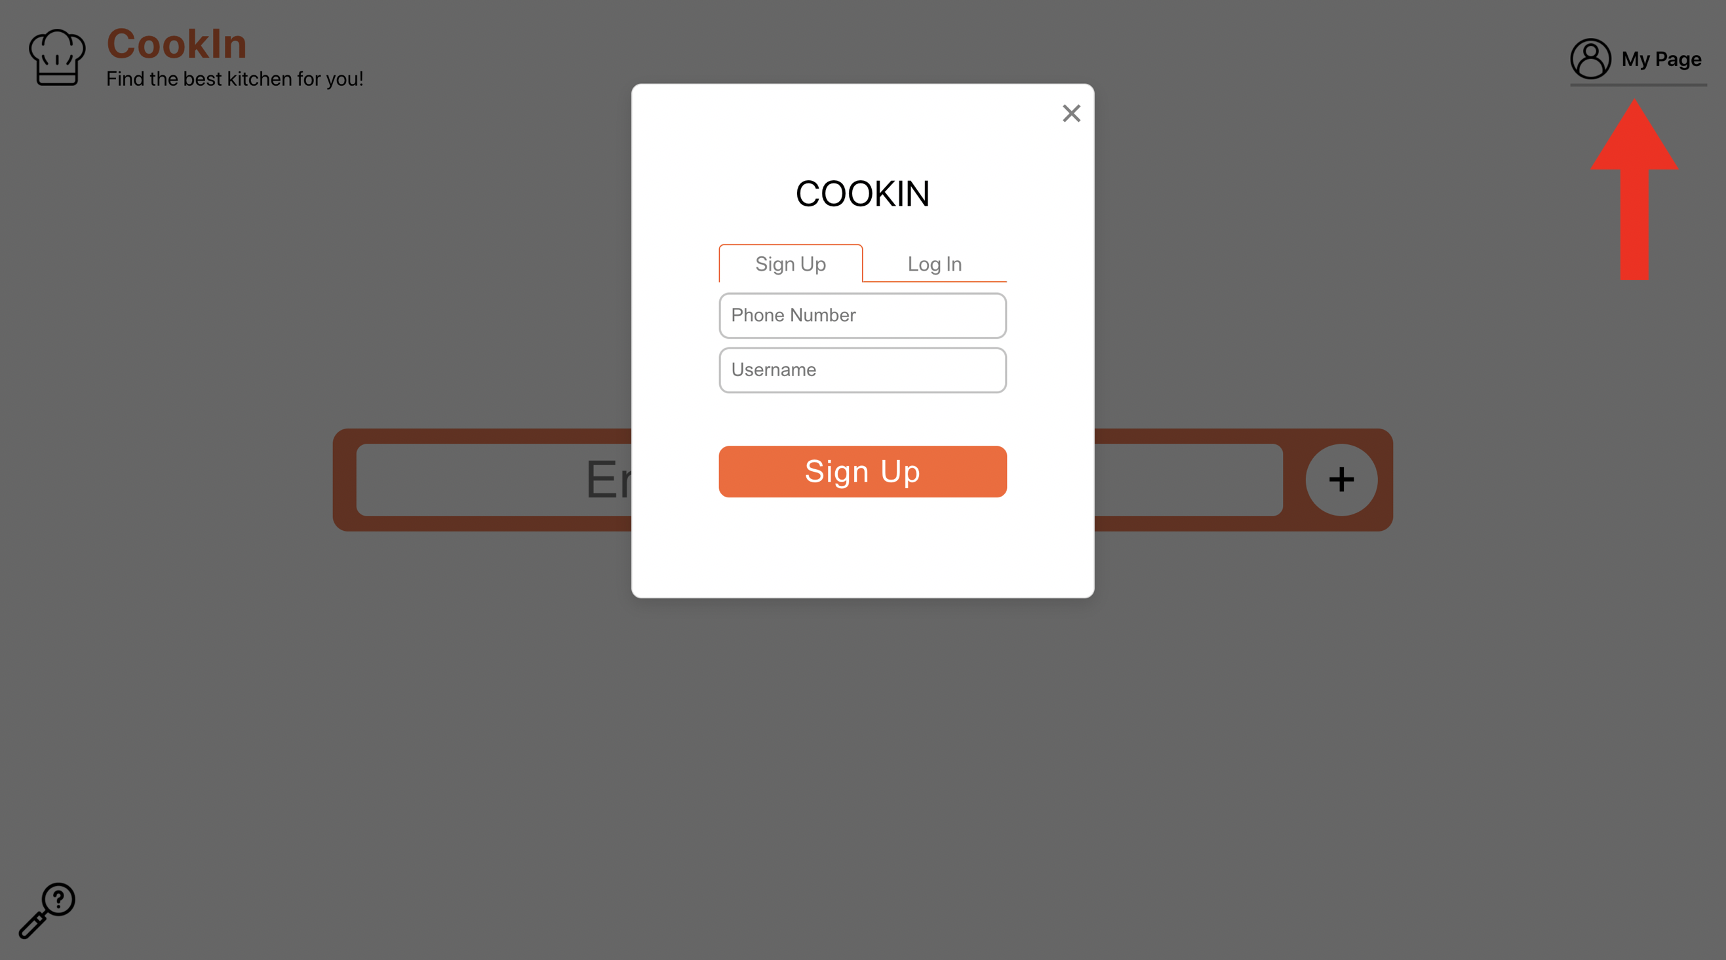 CookIn
Find the best kitchen for you!
My Page
×
COOKIN
Sign Up
Log In
Phone Number
Username
Sign Up
+
?